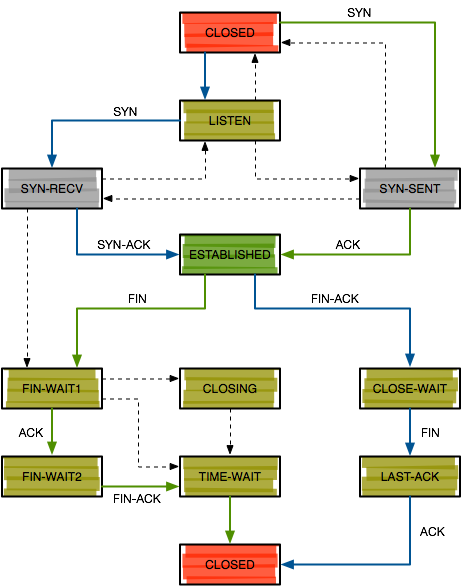 SYN
CLOSED
SYN
LISTEN
SYN-RECV
SYN-SENT
SYN-ACK
ACK
ESTABLISHED
FIN
FIN-ACK
FIN-WAIT1
CLOSING
CLOSE-WAIT
ACK
FIN
FIN-WAIT2
TIME-WAIT
LAST-ACK
FIN-ACK
ACK
CLOSED